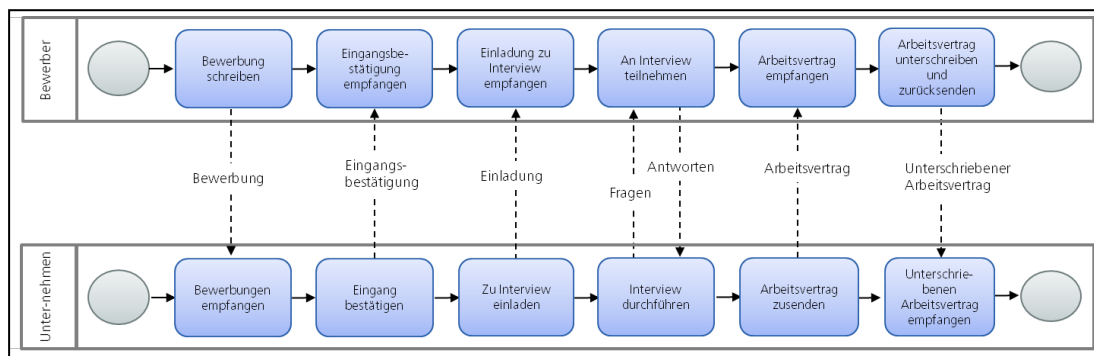 Bewerber
Bewerbung
schreiben
Eingangsbe-
stätigung
empfangen
Einladung zu
Interview
empfangen
An Interview
teilnehmen
Arbeitsvertrag
empfangen
Arbeitsvertrag
unterschreiben
und
zurücksenden
Bewerbung
Eingangs-
bestätigung
Einladung
Fragen
Antworten
Arbeitsvertrag
Unterschriebener
Arbeitsvertrag
Unter-nehmen
Bewerbungen
empfangen
Eingang
bestätigen
Zu Interview
einladen
Interview
durchführen
Arbeitsvertrag
zusenden
Unterschrie-
benen
Arbeitsvertrag
empfangen